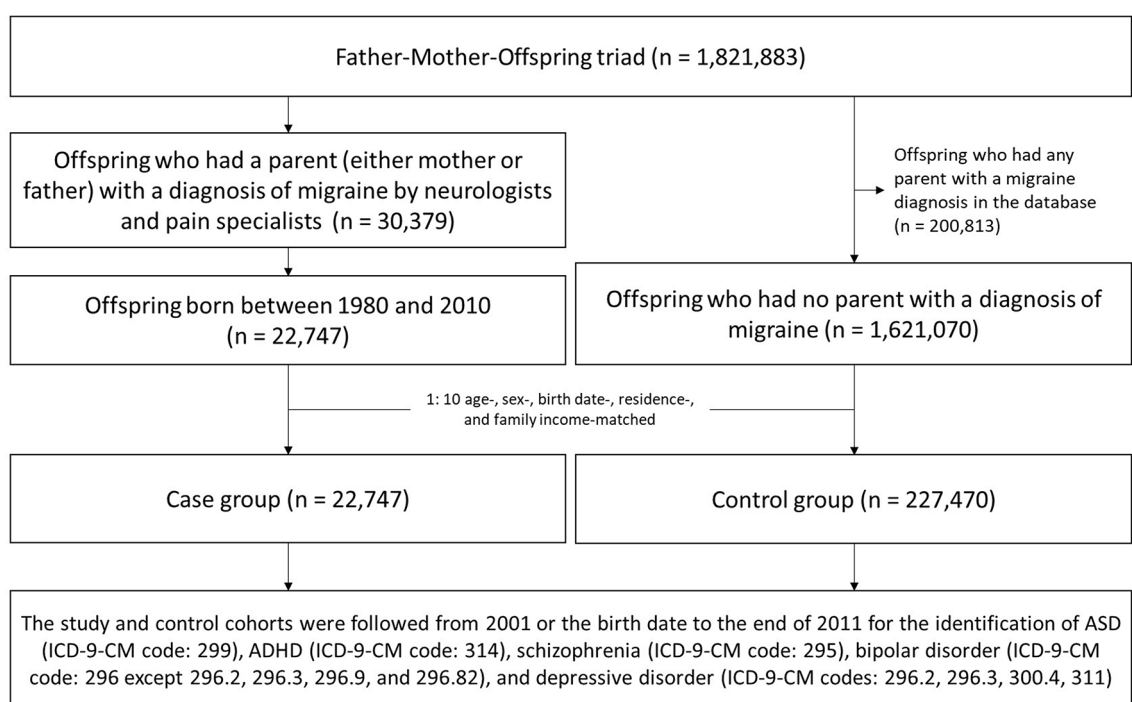 Father-Mother-Offspring triad (n = 1,821,883)
Offspring who had a parent (either mother or
father) with a diagnosis of migraine by neurologists
and pain specialists (n = 30,379)
Offspring who had any
parent with a migraine
diagnosis in the database
(n = 200,813)
Offspring born between 1980 and 2010
(n = 22,747)
Offspring who had no parent with a diagnosis of
migraine (n = 1,621,070)
1: 10 age-, sex-, birth date-, residence-,
and family income-matched
Case group (n = 22,747)
Control group (n = 227,470)
The study and control cohorts were followed from 2001 or the birth date to the end of 2011 for the identification of ASD
(ICD-9-CM code: 299), ADHD (ICD-9-CM code: 314), schizophrenia (ICD-9-CM code: 295), bipolar disorder (ICD-9-CM
code: 296 except 296.2, 296.3, 296.9, and 296.82), and depressive disorder (ICD-9-CM codes: 296.2, 296.3, 300.4, 311)